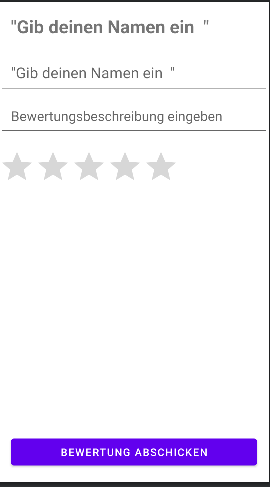 "Gib deinen Namen ein  "
"Gib deinen Namen ein  "
Bewertungsbeschreibung eingeben
BEWERTUNG ABSCHICKEN